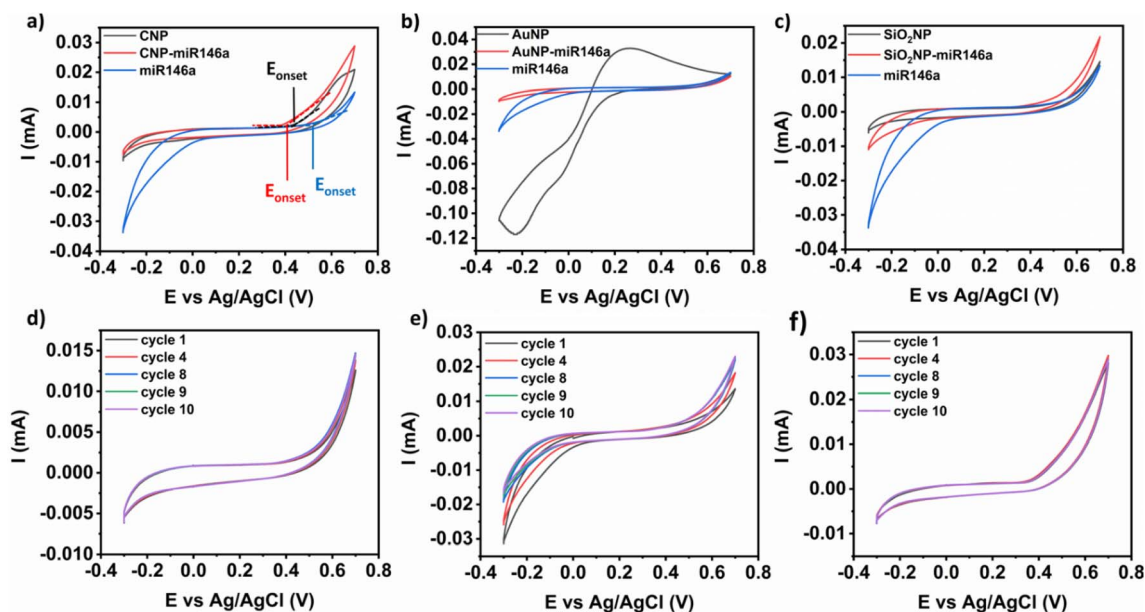 a)
CNP
CNP-miR146a
miR146a
Eonset
Eonset
Eonset
I (mA)
0.03
0.02
0.01
0.00
-0.01
-0.02
-0.03
-0.04
-0.4 -0.2 0.0 0.2 0.4 0.6 0.8
E vs Ag/AgCl (V)
b)
AuNP
AuNP-miR146a
miR146a
I (mA)
0.04
0.02
0.00
-0.02
-0.04
-0.06
-0.08
-0.10
-0.12
-0.4 -0.2 0.0 0.2 0.4 0.6 0.8
E vs Ag/AgCl (V)
c)
SiO2NP
SiO2NP-miR146a
miR146a
I (mA)
0.02
0.00
-0.02
-0.04
-0.4 -0.2 0.0 0.2 0.4 0.6 0.8
E vs Ag/AgCl (V)
d)
cycle 1
cycle 4
cycle 8
cycle 9
cycle 10
I (mA)
0.015
0.010
0.005
0.000
-0.005
-0.010
-0.4 -0.2 0.0 0.2 0.4 0.6 0.8
E vs Ag/AgCl (V)
e)
cycle 1
cycle 4
cycle 8
cycle 9
cycle 10
I (mA)
0.03
0.02
0.01
0.00
-0.01
-0.02
-0.03
-0.04
-0.4 -0.2 0.0 0.2 0.4 0.6 0.8
E vs Ag/AgCl (V)
f)
cycle 1
cycle 4
cycle 8
cycle 9
cycle 10
I (mA)
0.03
0.02
0.01
0.00
-0.01
-0.4 -0.2 0.0 0.2 0.4 0.6 0.8
E vs Ag/AgCl (V)